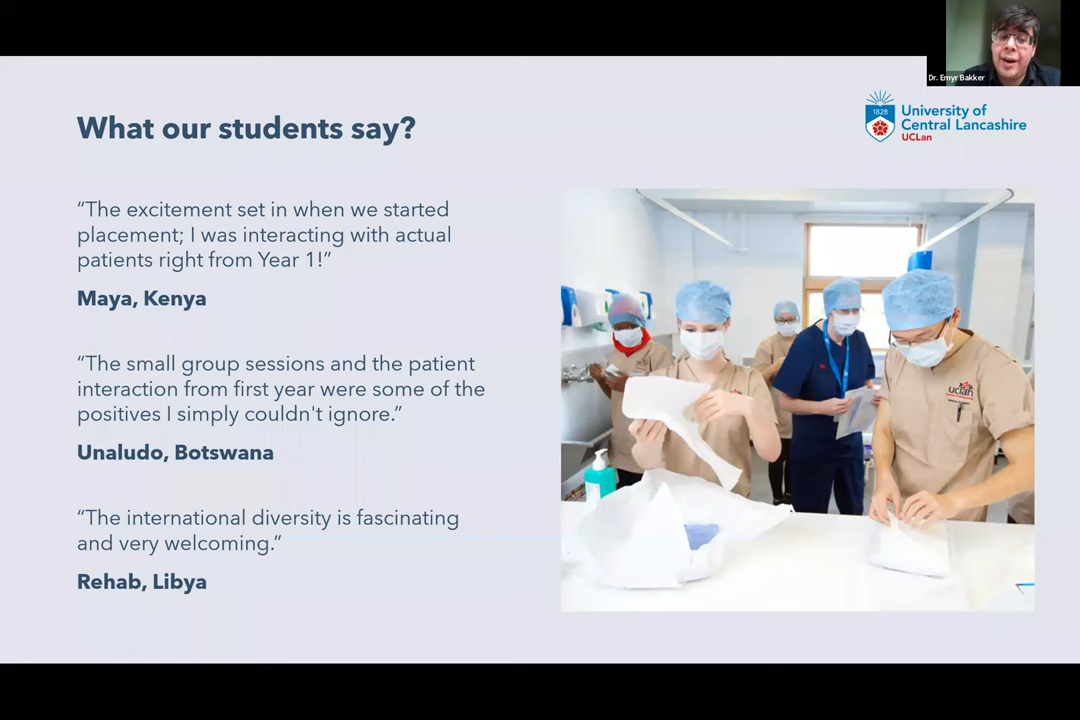 Dr. Emyr Bakker
What our students say?
1828
University of
Central Lancashire
UCLan
“The excitement set in when we started
placement; I was interacting with actual
patients right from Year 1!”
Maya, Kenya
“The small group sessions and the patient
interaction from first year were some of the
positives I simply couldn't ignore.”
Unaludo, Botswana
“The international diversity is fascinating
and very welcoming.”
Rehab, Libya
uclan